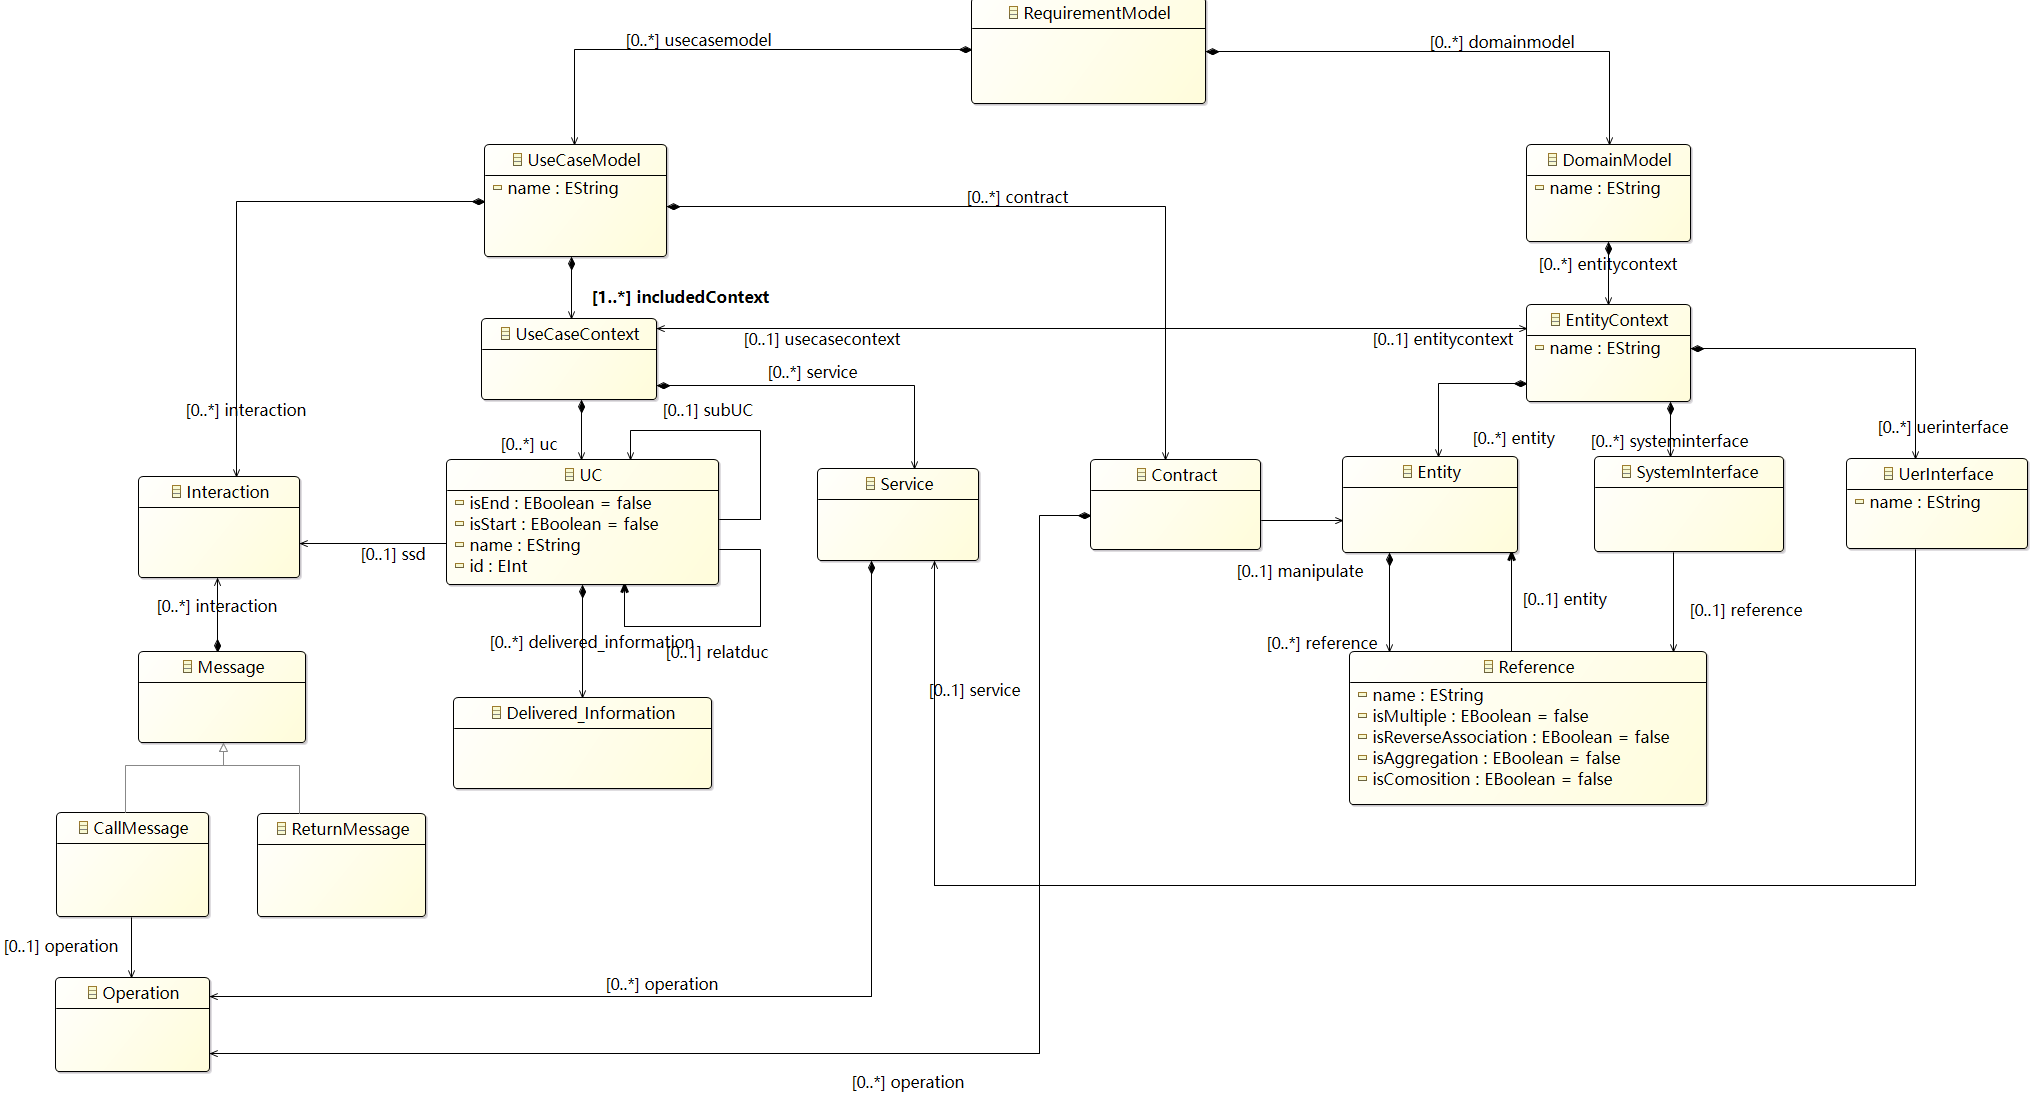 RequirementModel
[0..*] usecasemodel
[0..*] domainmodel
UseCaseModel
name : EString
DomainModel
name : EString
[0..*] contract
[0..*] entitycontext
[1..*] includedContext
UseCaseContext
EntityContext
name : EString
[0..1] usecasecontext
[0..1] entitycontext
[0..*] service
[0..*] interaction
[0..1] subUC
[0..*] uc
[0..*] entity
[0..*] systeminterface
[0..*] uerinterface
Interaction
UC
isEnd : EBoolean = false
isStart : EBoolean = false
name : EString
id : EInt
Service
Contract
Entity
SystemInterface
UerInterface
name : EString
[0..1] ssd
[0..1] manipulate
[0..*] interaction
[0..1] entity
[0..1] reference
[0..*] delivered_information
[0..1] relatduc
[0..*] reference
Message
Reference
name : EString
isMultiple : EBoolean = false
isReverseAssociation : EBoolean = false
isAggregation : EBoolean = false
isComosition : EBoolean = false
[0..1] service
Delivered_Information
CallMessage
ReturnMessage
[0..1] operation
Operation
[0..*] operation
[0..*] operation